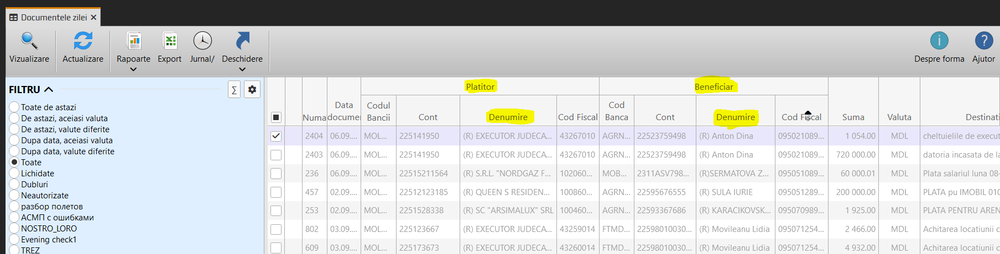 Documentele zilei
Vizualizare Actualizare Rapoarte Export Jurnal/ Deschidere Despre forma Ajutor
FILTRU Σ
Toate de astazi
De astazi, aceiasi valuta
De astazi, valute diferite
Dupa data, aceiasi valuta
Dupa data, valute diferite
Toate
Lichidate
Dubluri
Neautorizate
разбор полетов
АСМП с ошибками
NOSTRO_LORO
Evening check1
TREZ
Platitor Beneficiar
Numa Data documen Codul Bancii Cont Denumire Cod Fiscal Cod Banca Cont Denumire Cod Fiscal Suma Valuta Destinati
2404 06.09.... MOL... 225141950 (R) EXECUTOR JUDECA... 43267010 AGRN... 22523759498 (R) Anton Dina 095021089... 1 054.00 MDL cheltuielile de execut
2403 06.09.... MOL... 225141950 (R) EXECUTOR JUDECA... 43267010 AGRN... 22523759498 (R) Anton Dina 095021089... 720 000.00 MDL datoria incasata de la
236 06.09.... MOL... 22515211564 (R) S.R.L. "NORDGAZ F... 102060... MOB... 2311ASV798... (R)SERMATOVA Z... 095051089... 60 000.01 MDL Plata salariul luna 08-
457 02.09.... MOL... 22512123185 (R) QUEEN S RESIDEN... 100860... AGRN... 22595676555 (R) SULA IURIE 095051289... 200 000.00 MDL PLATA pu IMOBIL 010
253 02.09.... MOL... 2251528338 (R) SC "ARSIMALUX" SRL 100460... AGRN... 22593367686 (R) KARACIKOVSK... 095070989... 1 925.00 MDL PLATA PENTRU AREN
802 03.09.... MOL... 225123667 (R) EXECUTOR JUDECA... 43259014 FTMD... 22598010030... (R) Movileanu Lidia 095071254... 2 466.00 MDL Achitarea locatiunii c
609 03.09.... MOL... 225173673 (R) EXECUTOR JUDECA... 43260014 FTMD... 22598010030... (R) Movileanu Lidia 095071254... 4 932.00 MDL Achitarea locatiunii c